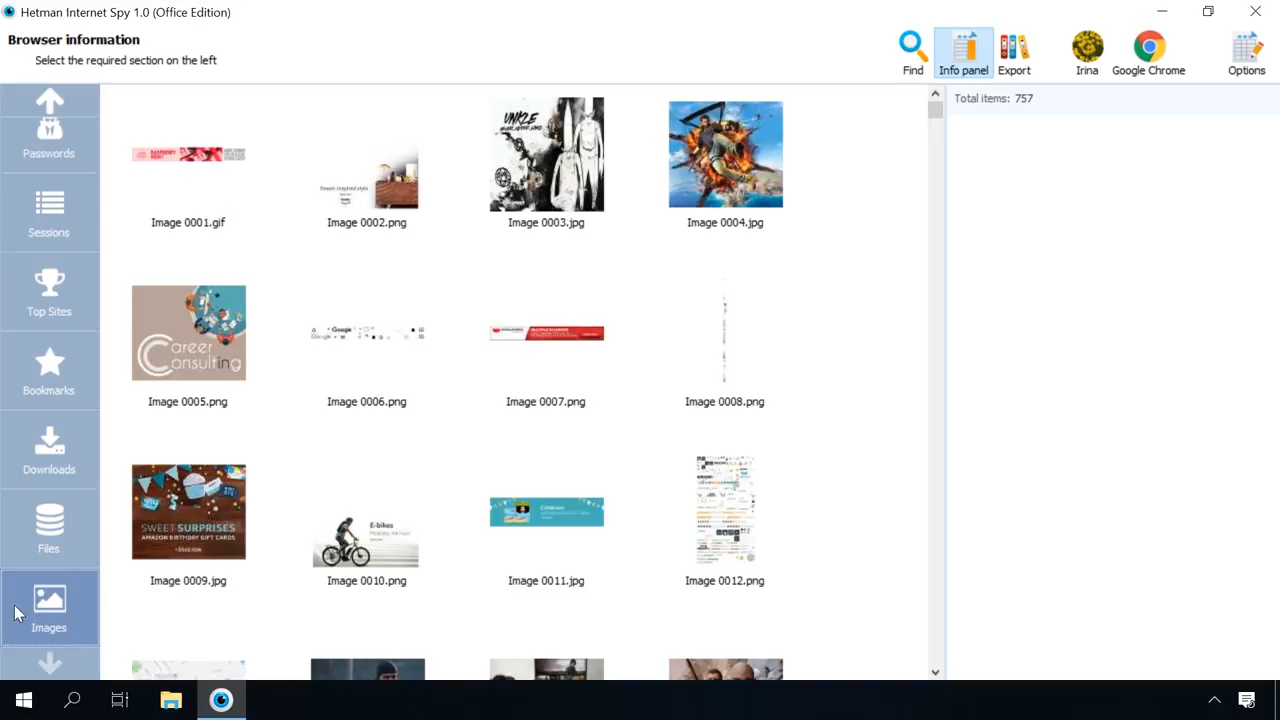 Hetman Internet Spy 1.0 (Office Edition)
Browser information
Select the required section on the left
Find
Info panel
Export
Irina
Google Chrome
Options
Total items: 757
Passwords
Sessions
Top Sites
Bookmarks
Downloads
Files
Images
UNKLE
Image 0001.gif
Image 0002.png
Image 0003.jpg
Image 0004.jpg
Career
Consulting
Google
Image 0005.png
Image 0006.png
Image 0007.png
Image 0008.png
SWEET SURPRISES
AMAZON BIRTHDAY GIFT CARDS
E-bikes
Image 0009.jpg
Image 0010.png
Image 0011.jpg
Image 0012.png